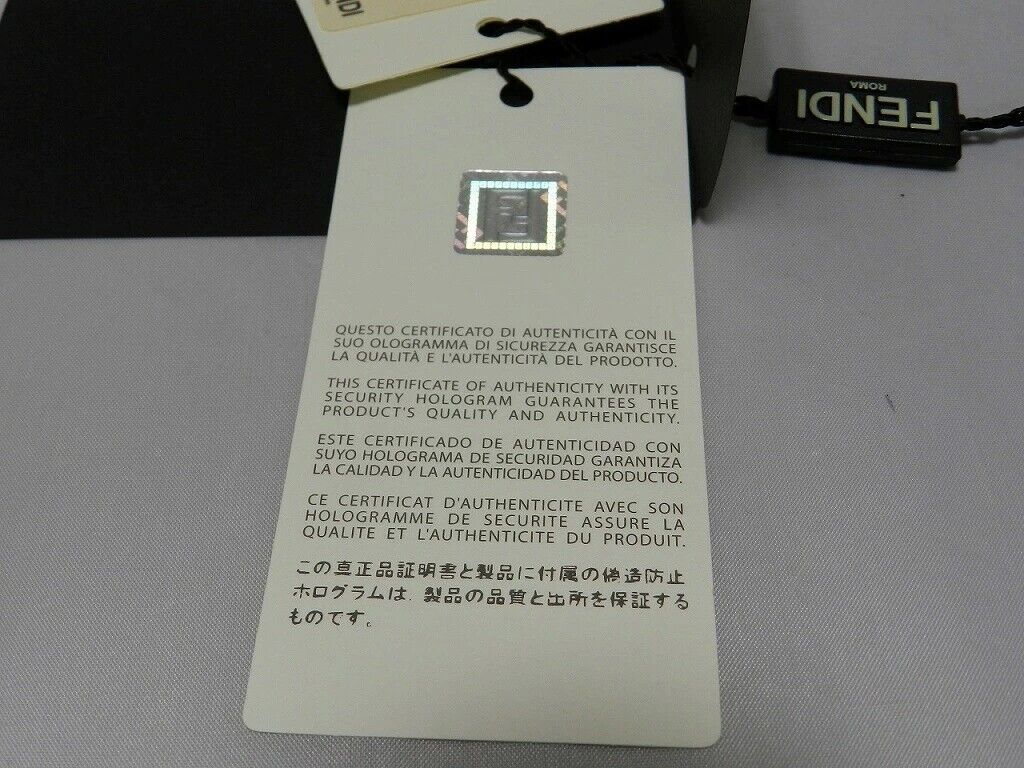 FENDI
FENDI
ROMA
QUESTO CERTIFICATO DI AUTENTICITÀ CON IL
SUO OLOGRAMMA DI SICUREZZA GARANTISCE
LA QUALITÀ E L'AUTENTICITÀ DEL PRODOTTO.
THIS CERTIFICATE OF AUTHENTICITY WITH ITS
SECURITY HOLOGRAM GUARANTEES THE
PRODUCT'S QUALITY AND AUTHENTICITY.
ESTE CERTIFICADO DE AUTENTICIDAD CON
SUYO HOLOGRAMA DE SECURIDAD GARANTIZA
LA CALIDAD Y LA AUTENTICIDAD DEL PRODUCTO.
CE CERTIFICAT D'AUTHENTICITE AVEC SON
HOLOGRAMME DE SECURITE ASSURE LA
QUALITE ET L'AUTHENTICITE DU PRODUIT.
この真正品証明書と製品に付属の偽造防止
ホログラムは、製品の品質と出所を保証する
ものです。